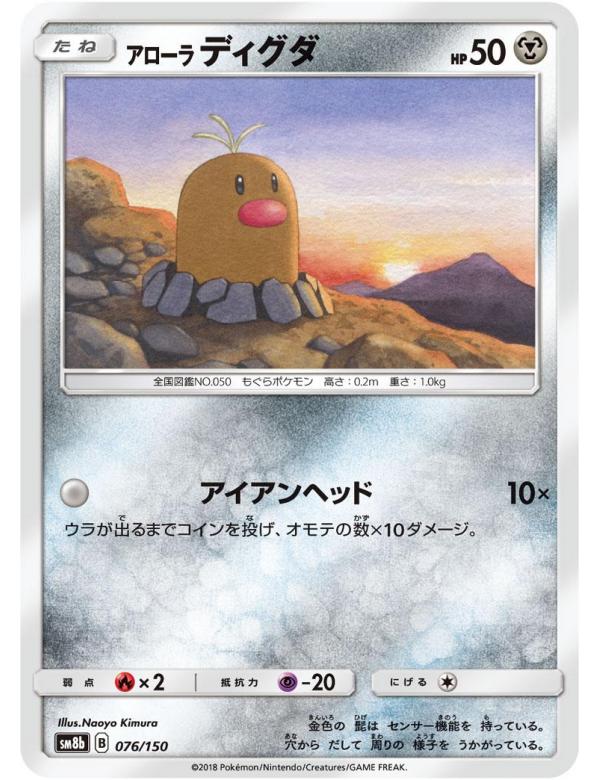 たね アローラ ディグダ HP 50
全国図鑑NO.050 もぐらポケモン 高さ:0.2m 重さ:1.0kg
アイアンヘッド 10×
ウラが出るまでコインを投げ、オモテの数×10ダメージ。
弱点 ×2 抵抗力 -20 にげる
Illus.Naoyo Kimura
SM8b B 076/150
金色の 髭は センサー機能を 持っている。
穴から だして 周りの 様子を うかがっている。
©2018 Pokémon/Nintendo/Creatures/GAME FREAK.